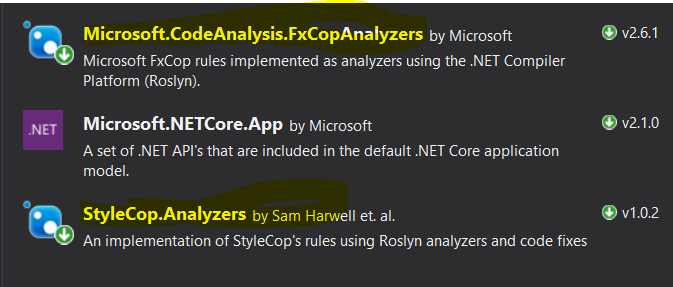 Microsoft.CodeAnalysis.FxCopAnalyzers by Microsoft v2.6.1
Microsoft FxCop rules implemented as analyzers using the .NET Compiler
Platform (Roslyn).
.NET Microsoft.NETCore.App by Microsoft v2.1.0
A set of .NET API's that are included in the default .NET Core application
model.
StyleCop.Analyzers by Sam Harwell et. al. v1.0.2
An implementation of StyleCop's rules using Roslyn analyzers and code fixes